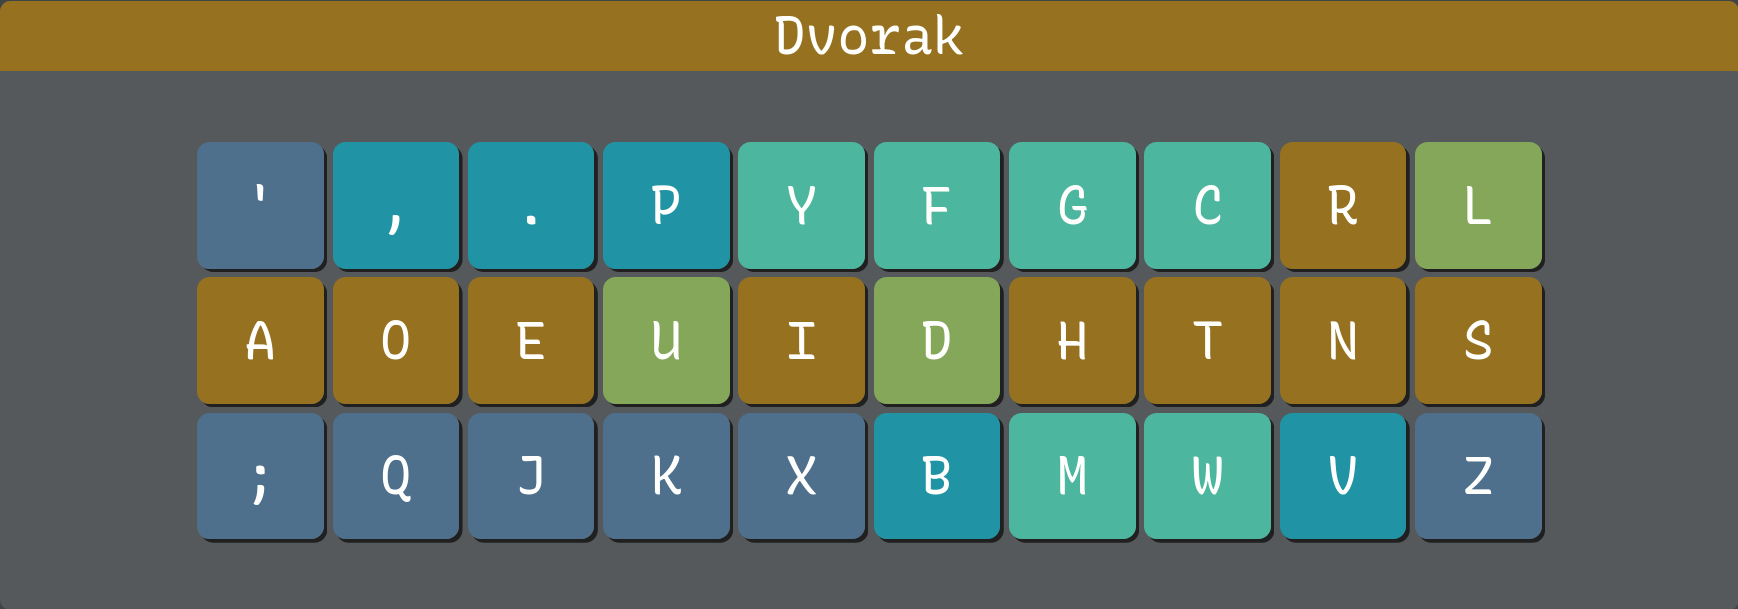 Dvorak
' , . P Y F G C R L
A O E U I D H T N S
; Q J K X B M W V Z